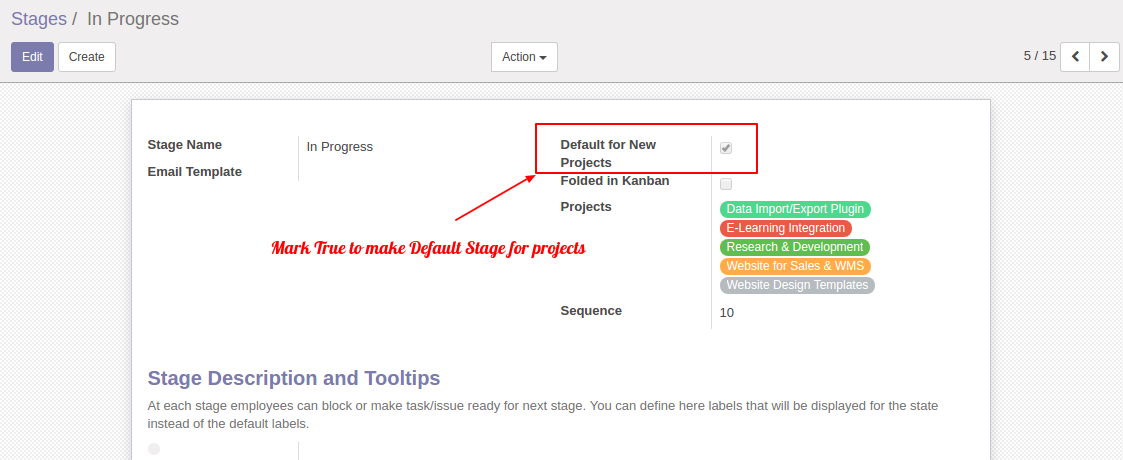 Stages / In Progress
Edit Create Action 5 / 15
Stage Name In Progress
Email Template
Default for New
Projects
Folded in Kanban
Projects Data Import/Export Plugin
E-Learning Integration
Research & Development
Website for Sales & WMS
Website Design Templates
Mark True to make Default Stage for projects
Sequence 10
Stage Description and Tooltips
At each stage employees can block or make task/issue ready for next stage. You can define here labels that will be displayed for the state
instead of the default labels.